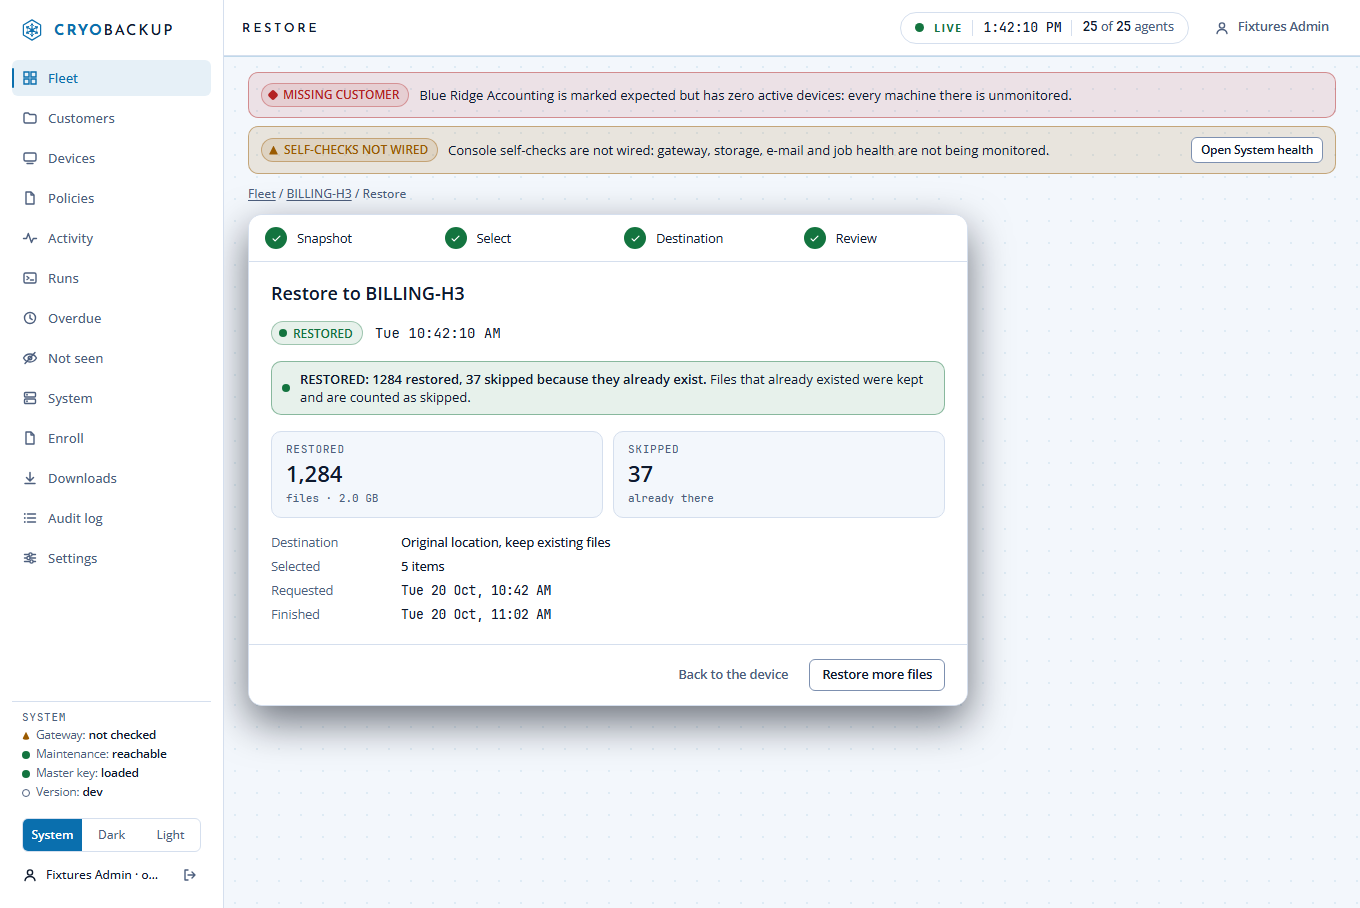 CRYOBACKUP
RESTORE
LIVE 1:42:10 PM 25 of 25 agents
Fixtures Admin
Fleet
Customers
Devices
Policies
Activity
Runs
Overdue
Not seen
System
Enroll
Downloads
Audit log
Settings
SYSTEM
Gateway: not checked
Maintenance: reachable
Master key: loaded
Version: dev
System Dark Light
Fixtures Admin · o...
MISSING CUSTOMER Blue Ridge Accounting is marked expected but has zero active devices: every machine there is unmonitored.
SELF-CHECKS NOT WIRED Console self-checks are not wired: gateway, storage, e-mail and job health are not being monitored. Open System health
Fleet / BILLING-H3 / Restore
Snapshot Select Destination Review
Restore to BILLING-H3
RESTORED Tue 10:42:10 AM
RESTORED: 1284 restored, 37 skipped because they already exist. Files that already existed were kept
and are counted as skipped.
RESTORED
1,284
files · 2.0 GB
SKIPPED
37
already there
Destination Original location, keep existing files
Selected 5 items
Requested Tue 20 Oct, 10:42 AM
Finished Tue 20 Oct, 11:02 AM
Back to the device Restore more files